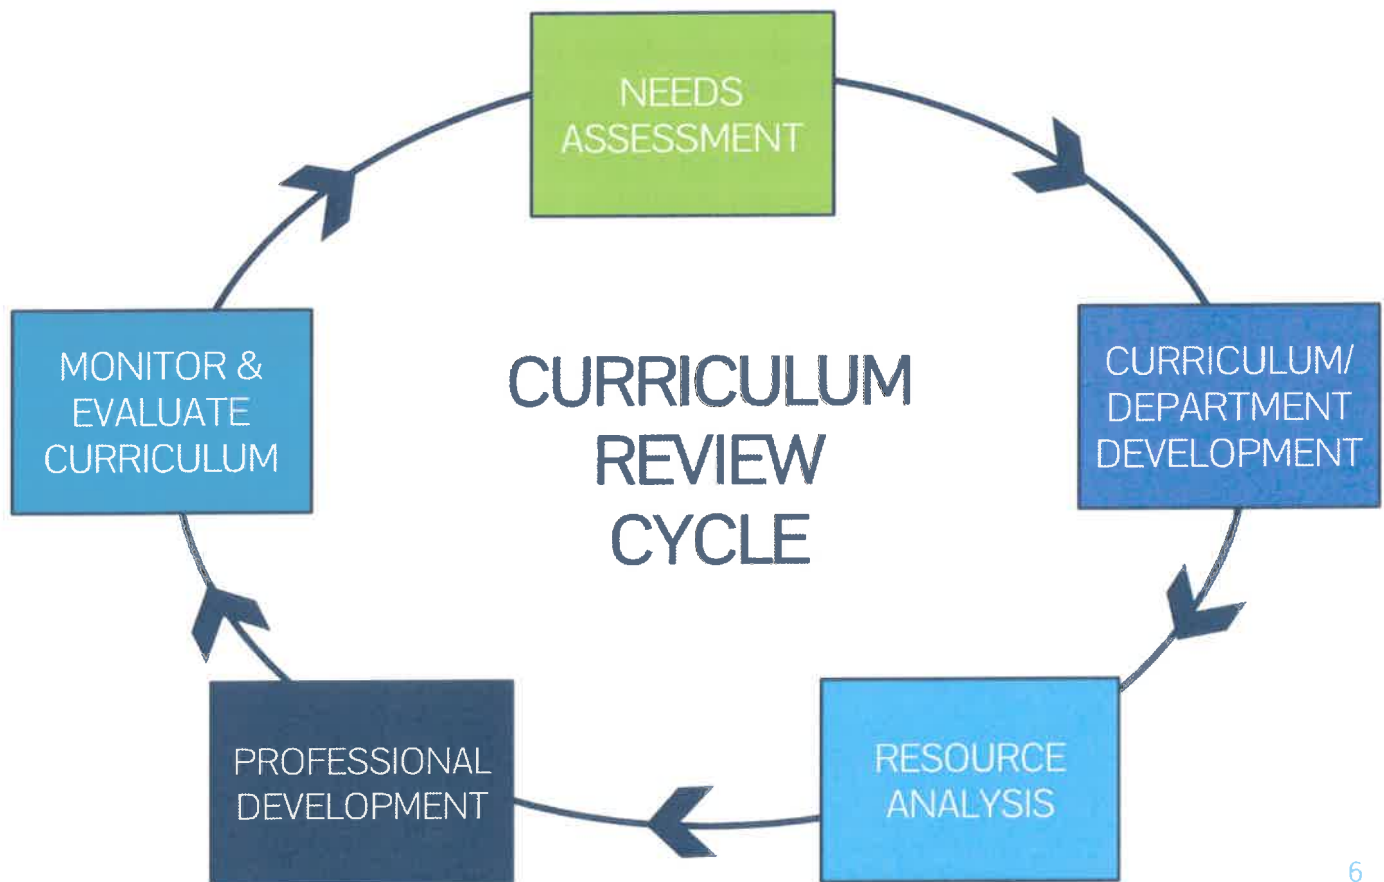 NEEDS
ASSESSMENT
MONITOR &
EVALUATE
CURRICULUM
CURRICULUM
REVIEW
CYCLE
CURRICULUM/
DEPARTMENT
DEVELOPMENT
PROFESSIONAL
DEVELOPMENT
RESOURCE
ANALYSIS
6